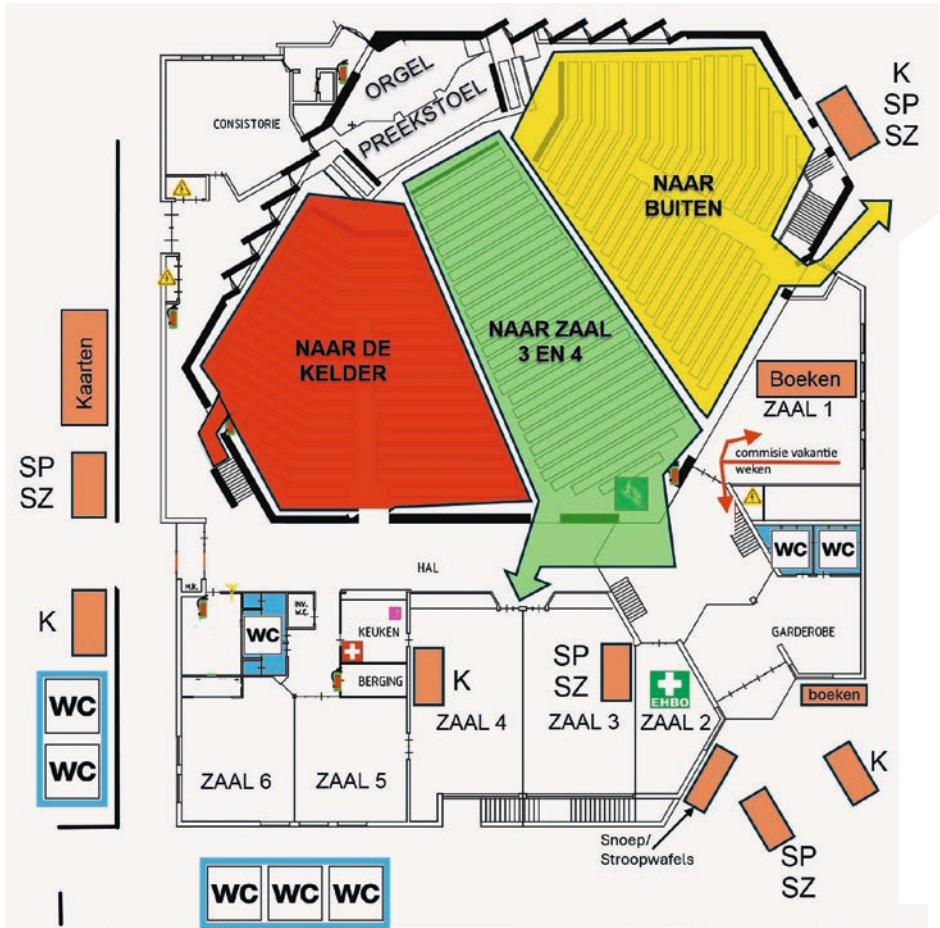 ORGEL
PREEKSTOEL
CONSISTORIE
K
SP
SZ
NAAR
BUITEN
NAAR DE
KELDER
NAAR ZAAL
3 EN 4
Kaarten
Boeken
ZAAL 1
commisie vakantie
weken
SP
SZ
WC
WC
HAL
M.K.
INV.
W.C.
K
WC
KEUKEN
BERGING
K
ZAAL 4
SP
SZ
ZAAL 3
EHBO
ZAAL 2
GARDEROBE
boeken
WC
WC
ZAAL 6
ZAAL 5
K
Snoep/
Stroopwafels
SP
SZ
WC
WC
WC